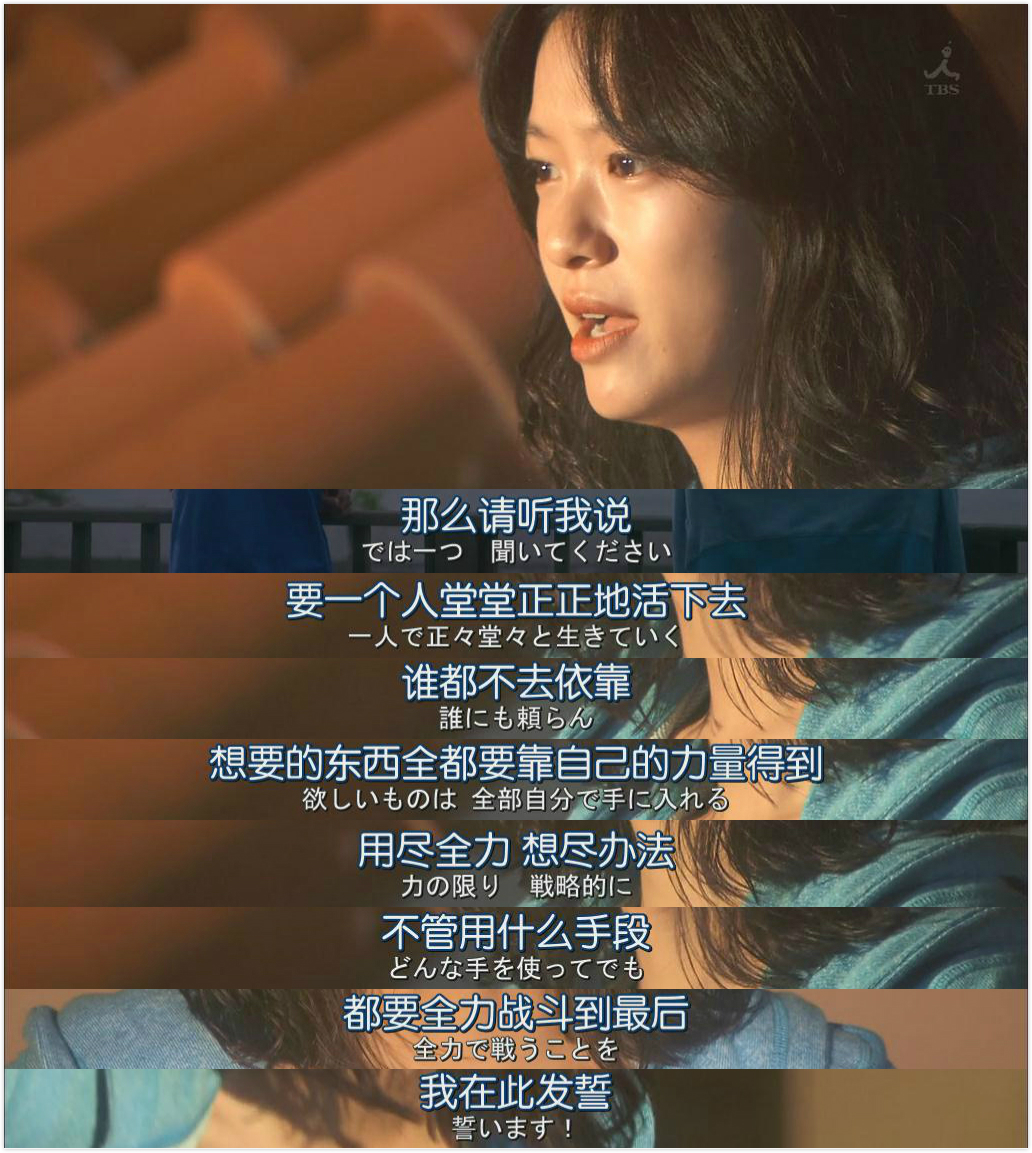 TBS
那么请听我说
では一つ　聞いてください
要一个人堂堂正正地活下去
一人で正々堂々と生きていく
谁都不去依靠
誰にも頼らん
想要的东西全都要靠自己的力量得到
欲しいものは 全部自分で手に入れる
用尽全力 想尽办法
力の限り　戦略的に
不管用什么手段
どんな手を使ってでも
都要全力战斗到最后
全力で戦うことを
我在此发誓
誓います！